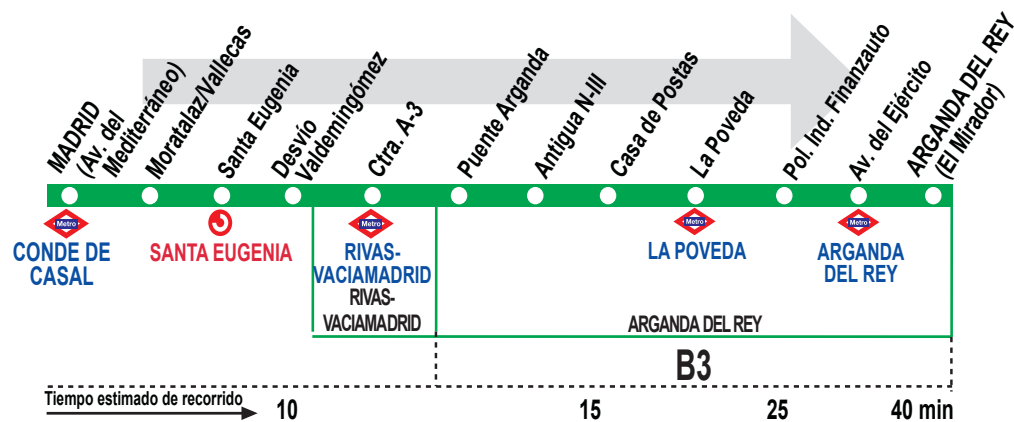 MADRID
(Av. del
Mediterráneo)
Moratalaz/Vallecas
Santa Eugenia
Desvío
Valdemingómez
Ctra. A-3
Puente Arganda
Antigua N-III
Casa de Postas
La Poveda
Pol. Ind. Finanzauto
Av. del Ejército
ARGANDA DEL REY
(El Mirador)
Metro
CONDE DE
CASAL
SANTA EUGENIA
Metro
RIVAS-
VACIAMADRID
Metro
LA POVEDA
Metro
ARGANDA
DEL REY
RIVAS-
VACIAMADRID
ARGANDA DEL REY
B3
Tiempo estimado de recorrido
10
15
25
40 min